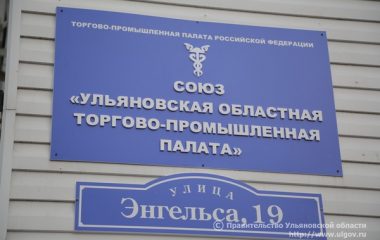 ТОРГОВО-ПРОМЫШЛЕННАЯ ПАЛАТА РОССИЙСКОЙ ФЕДЕРАЦИИ
СОЮЗ
«УЛЬЯНОВСКАЯ ОБЛАСТНАЯ
ТОРГОВО-ПРОМЫШЛЕННАЯ
ПАЛАТА»
УЛИЦА
Энгельса, 19
© Правительство Ульяновской области
http://www.ulgov.ru